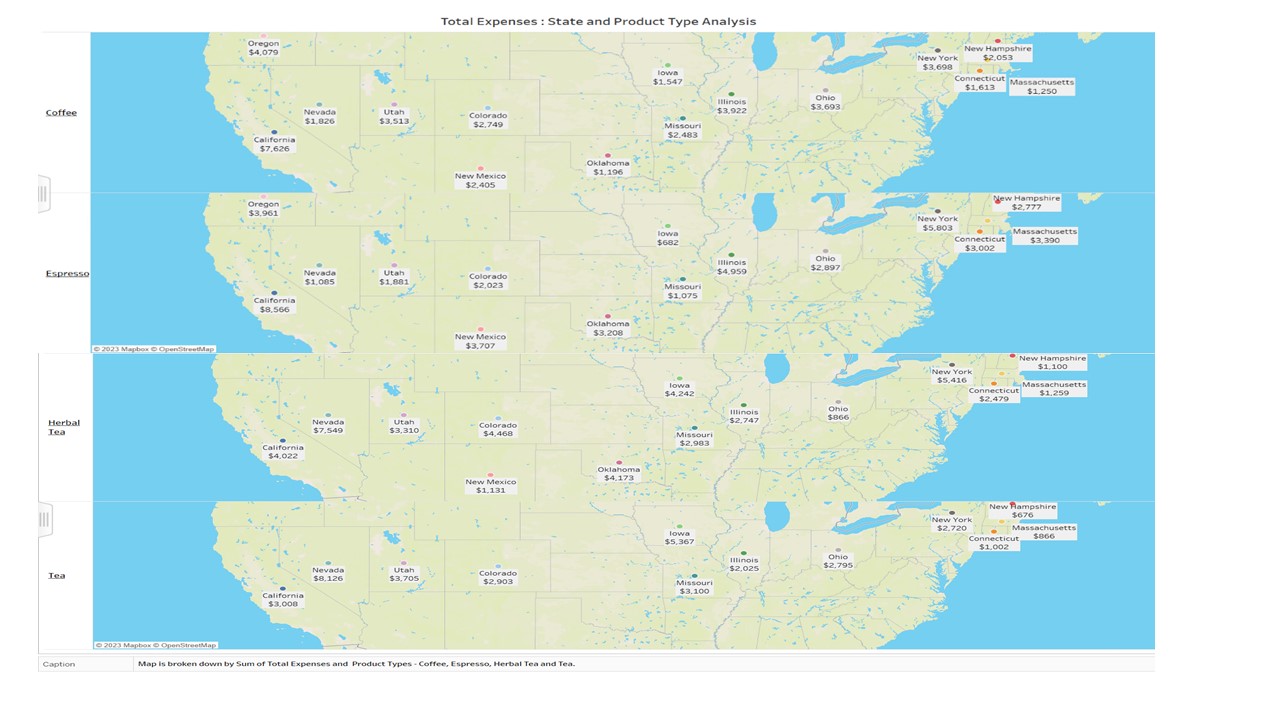 Total Expenses : State and Product Type Analysis
Coffee
Oregon
$4,079
Nevada
$1,826
Utah
$3,513
Colorado
$2,749
California
$7,626
New Mexico
$2,405
Iowa
$1,547
Missouri
$2,483
Oklahoma
$1,196
Illinois
$3,922
Ohio
$3,693
New York
$3,698
New Hampshire
$2,053
Connecticut
$1,613
Massachusetts
$1,250
Espresso
Oregon
$3,961
Nevada
$1,085
Utah
$1,881
Colorado
$2,023
California
$8,566
New Mexico
$3,707
Iowa
$682
Missouri
$1,075
Oklahoma
$3,208
Illinois
$4,959
Ohio
$2,897
New York
$5,803
New Hampshire
$2,777
Connecticut
$3,002
Massachusetts
$3,390
© 2023 Mapbox © OpenStreetMap
Herbal
Tea
Nevada
$7,549
Utah
$3,310
Colorado
$4,468
California
$4,022
New Mexico
$1,131
Iowa
$4,242
Missouri
$2,983
Oklahoma
$4,173
Illinois
$2,747
Ohio
$866
New York
$5,416
New Hampshire
$1,100
Connecticut
$2,479
Massachusetts
$1,259
Tea
Nevada
$8,126
Utah
$3,705
Colorado
$2,903
California
$3,008
Iowa
$5,367
Missouri
$3,100
Illinois
$2,025
Ohio
$2,795
New York
$2,720
New Hampshire
$676
Connecticut
$1,002
Massachusetts
$866
© 2023 Mapbox © OpenStreetMap
Caption
Map is broken down by Sum of Total Expenses and Product Types - Coffee, Espresso, Herbal Tea and Tea.